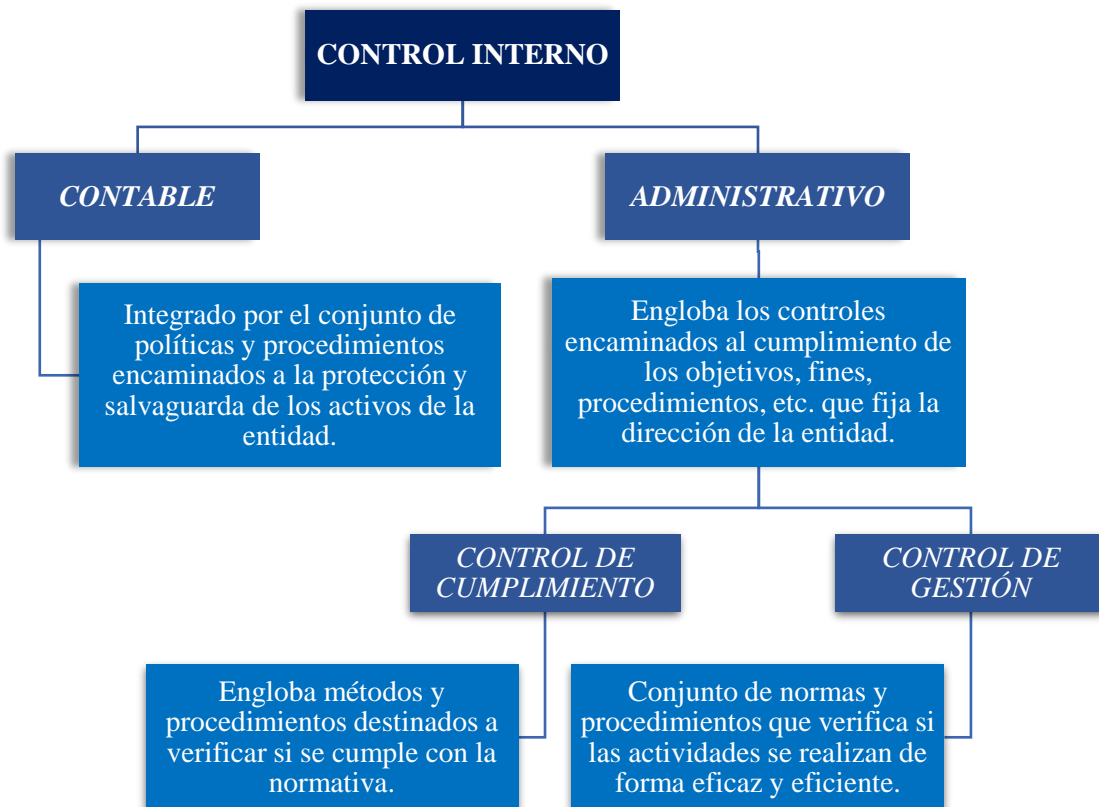 CONTROL INTERNO
CONTABLE
ADMINISTRATIVO
Integrado por el conjunto de
políticas y procedimientos
encaminados a la protección y
salvaguarda de los activos de la
entidad.
Engloba los controles
encaminados al cumplimiento de
los objetivos, fines,
procedimientos, etc. que fija la
dirección de la entidad.
CONTROL DE
CUMPLIMIENTO
CONTROL DE
GESTIÓN
Engloba métodos y
procedimientos destinados a
verificar si se cumple con la
normativa.
Conjunto de normas y
procedimientos que verifica si
las actividades se realizan de
forma eficaz y eficiente.